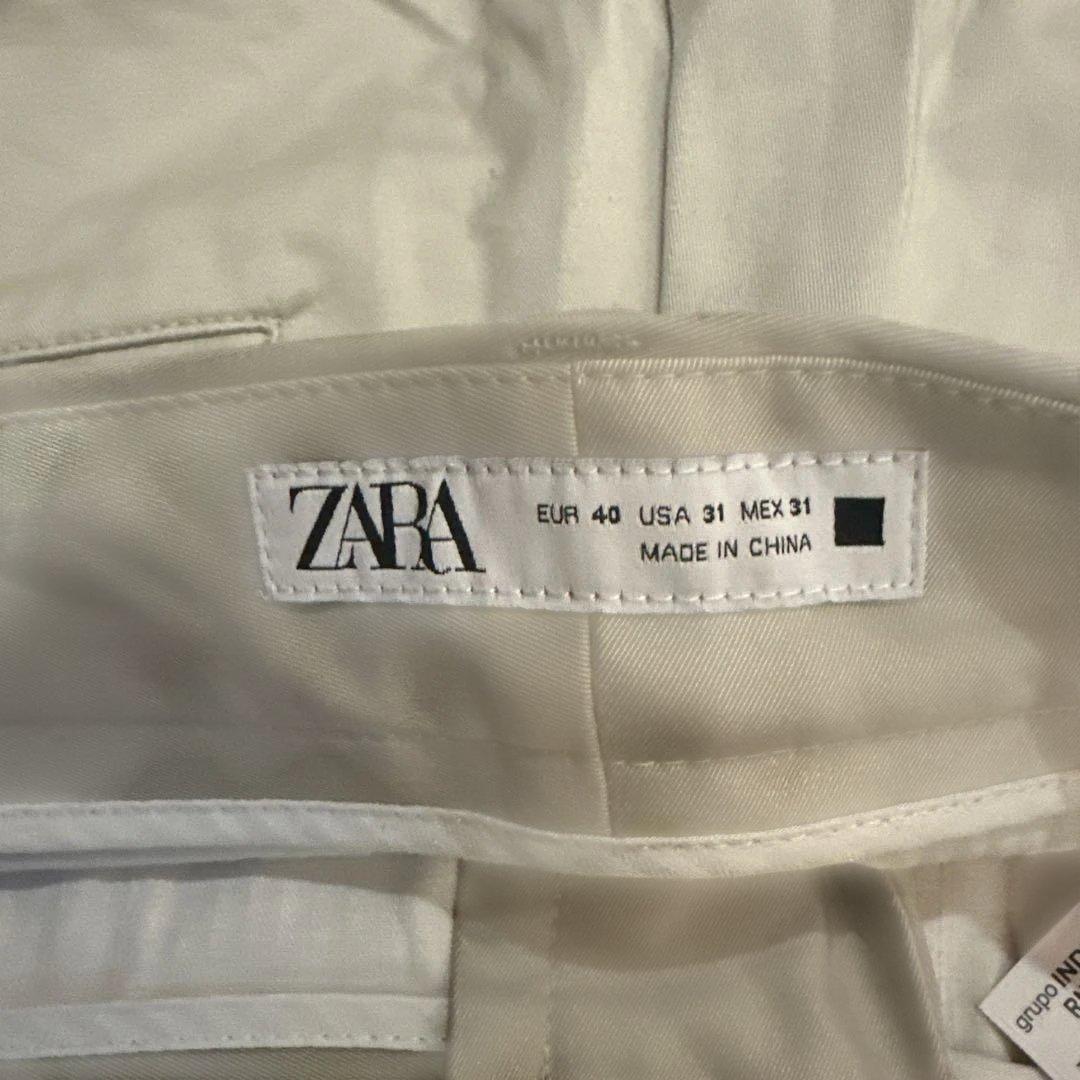 ZARA
EUR 40 USA 31 MEX 31
MADE IN CHINA
grupo IND